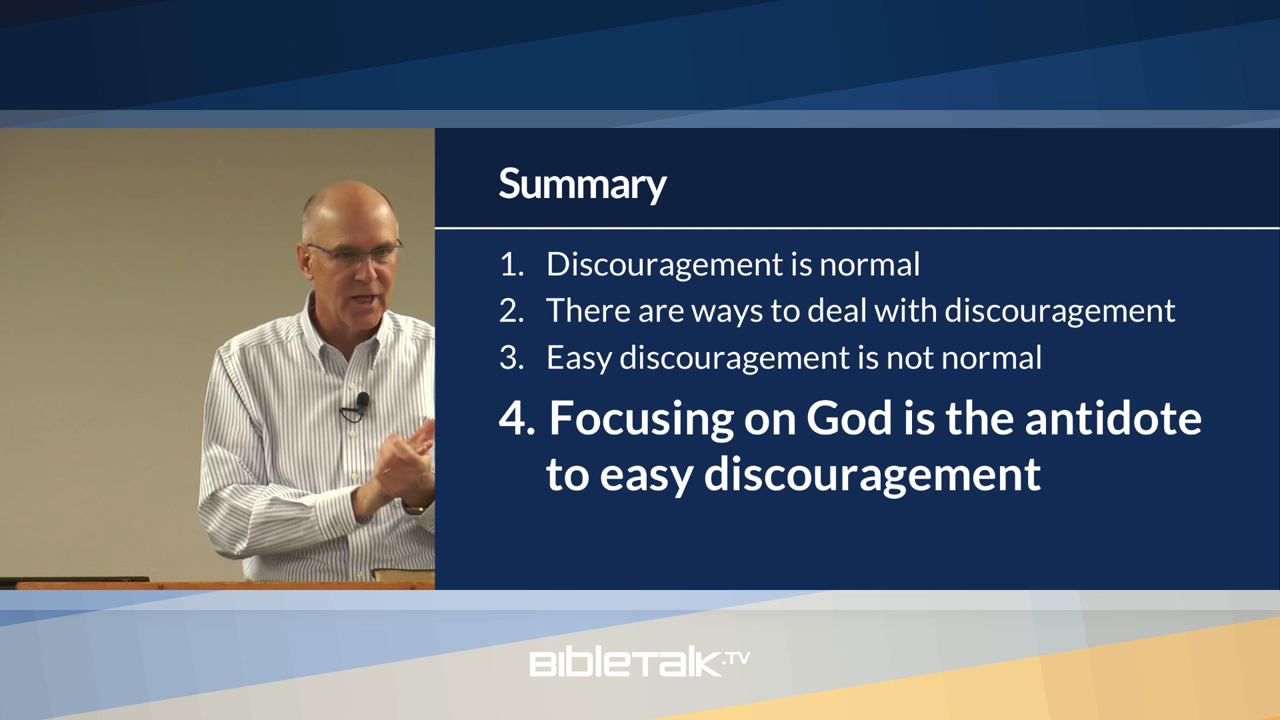 Summary
1. Discouragement is normal
2. There are ways to deal with discouragement
3. Easy discouragement is not normal
4. Focusing on God is the antidote
to easy discouragement
BibleTalk.TV